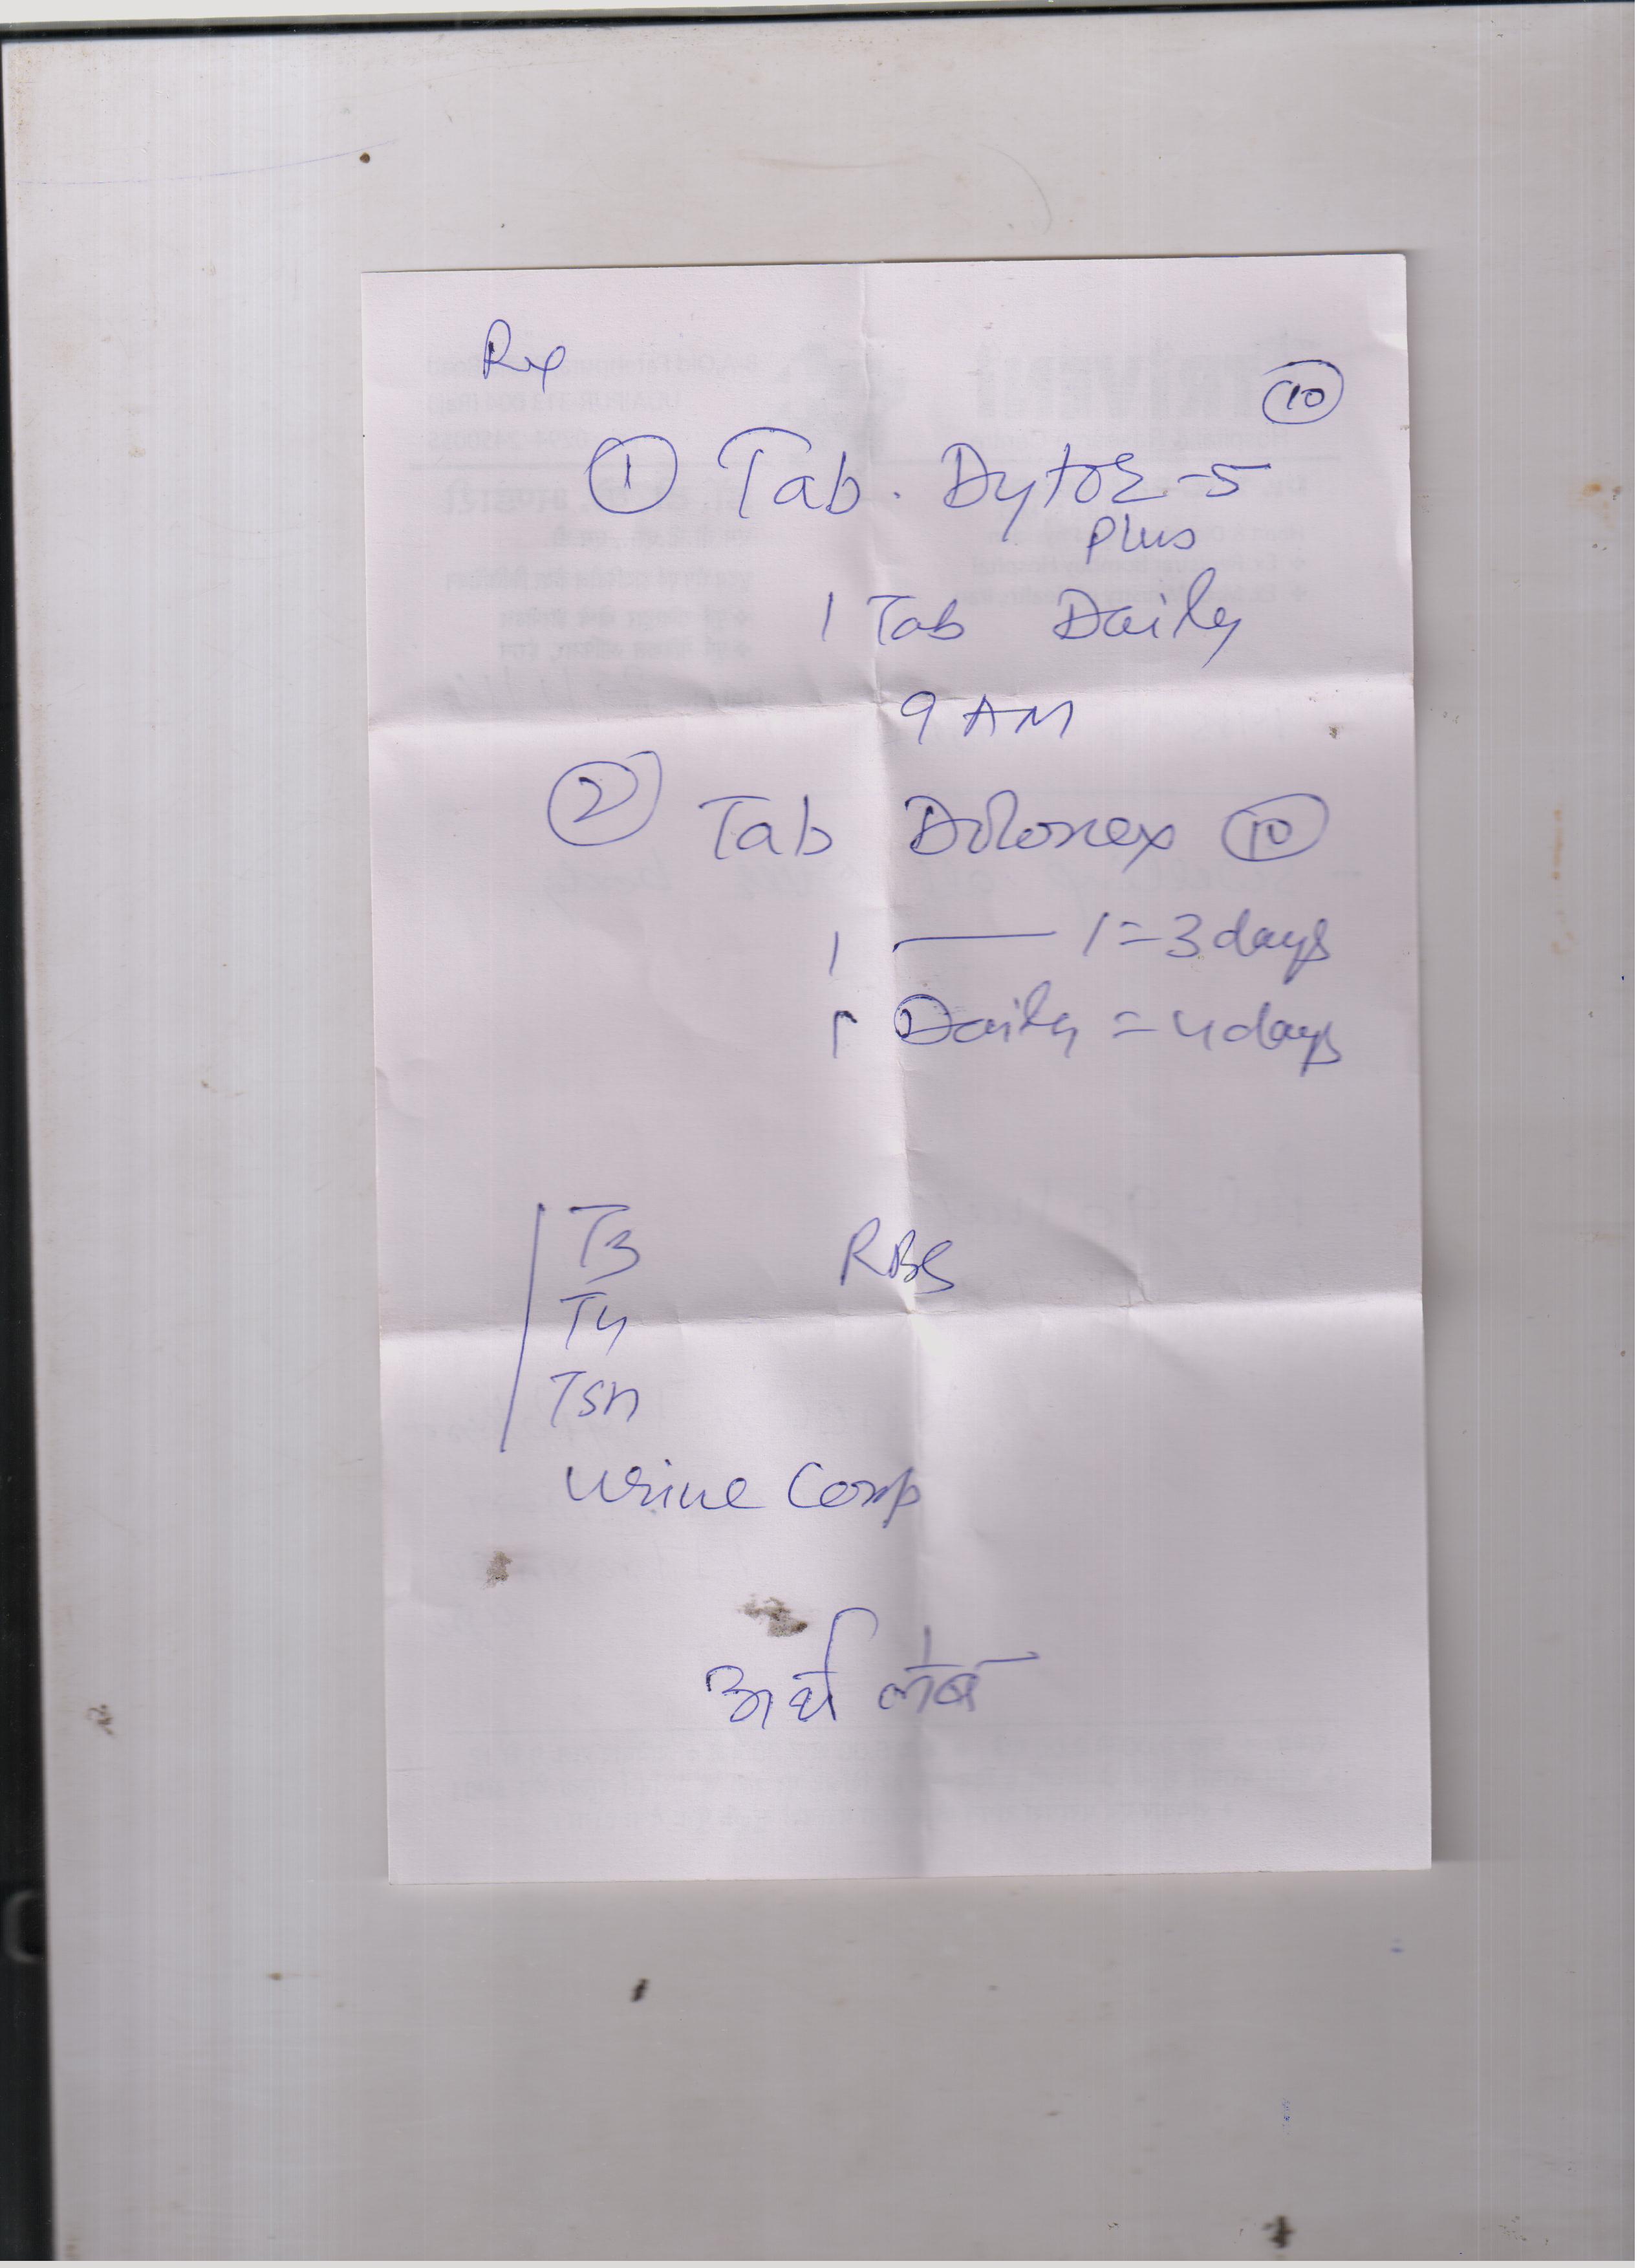 Rx
10
1 Tab. Dytor-5
Plus
1 Tab Daily
9 AM
2 Tab Dolonex 10
1 — 1 = 3 days
1 Daily = 4 days
T3 RBS
T4
TSH
Urine Comp
अर्थ लेब